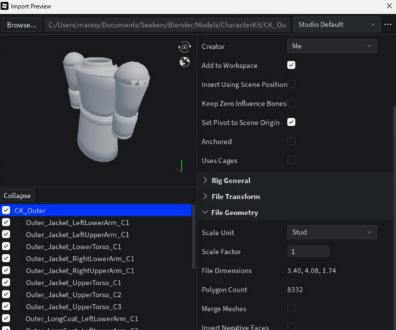 Import Preview
Browse... C:/Users/manny/Documents/Seekers/Blender/Models/CharacterKit/CK_Ou Studio Default
Creator Me
Add to Workspace
Insert Using Scene Position
Keep Zero Influence Bones
Set Pivot to Scene Origin
Anchored
Uses Cages
Rig General
File Transform
File Geometry
Scale Unit Stud
Scale Factor 1
File Dimensions 3.40, 4.08, 1.74
Polygon Count 8332
Merge Meshes
Invert Negative Faces
Collapse
CK_Outer
Outer_Jacket_LeftLowerArm_C1
Outer_Jacket_LeftUpperArm_C1
Outer_Jacket_LowerTorso_C1
Outer_Jacket_RightLowerArm_C1
Outer_Jacket_RightUpperArm_C1
Outer_Jacket_UpperTorso_C1
Outer_Jacket_UpperTorso_C2
Outer_Jacket_UpperTorso_C3
Outer_LongCoat_LeftLowerArm_C1